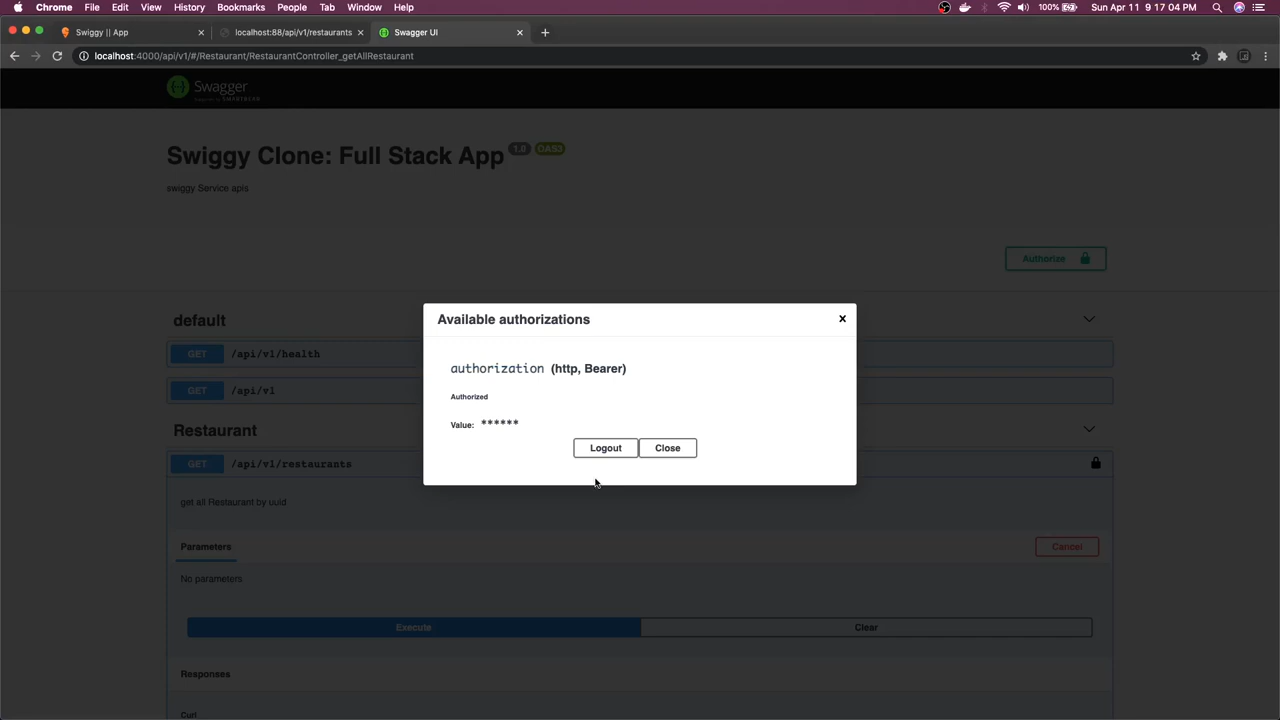 Chrome File Edit View History Bookmarks People Tab Window Help 100% Sun Apr 11 9:17:04 PM
Swiggy || App localhost:88/api/v1/restaurants Swagger UI
localhost:4000/api/v1/#/Restaurant/RestaurantController_getAllRestaurant
Swagger
Swiggy Clone: Full Stack App 1.0 OAS3
swiggy Service apis
Authorize
default
GET /api/v1/health
GET /api/v1
Restaurant
GET /api/v1/restaurants
get all Restaurant by uuid
Parameters Cancel
No parameters
Execute Clear
Responses
Curl
Available authorizations x
authorization (http, Bearer)
Authorized
Value: ******
Logout Close